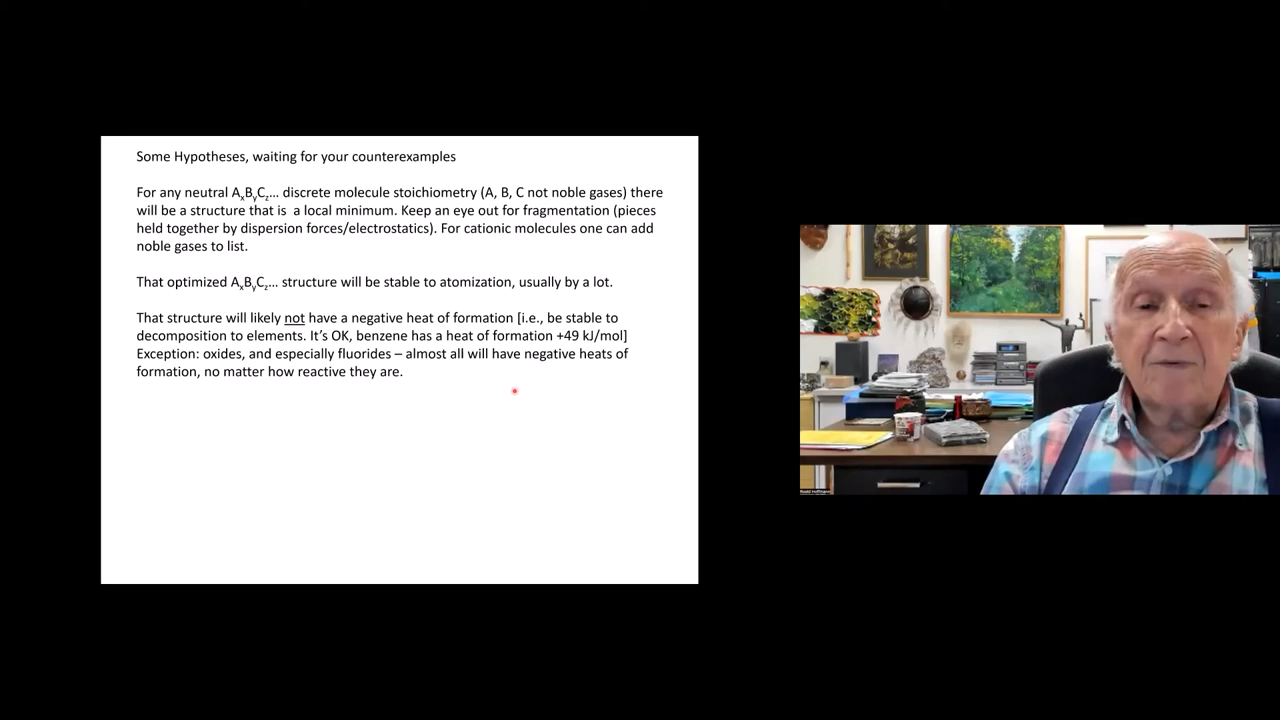 Some Hypotheses, waiting for your counterexamples
For any neutral AxByCz... discrete molecule stoichiometry (A, B, C not noble gases) there
will be a structure that is  a local minimum. Keep an eye out for fragmentation (pieces
held together by dispersion forces/electrostatics). For cationic molecules one can add
noble gases to list.
That optimized AxByCz... structure will be stable to atomization, usually by a lot.
That structure will likely not have a negative heat of formation [i.e., be stable to
decomposition to elements. It's OK, benzene has a heat of formation +49 kJ/mol]
Exception: oxides, and especially fluorides – almost all will have negative heats of
formation, no matter how reactive they are.
Roald Hoffmann